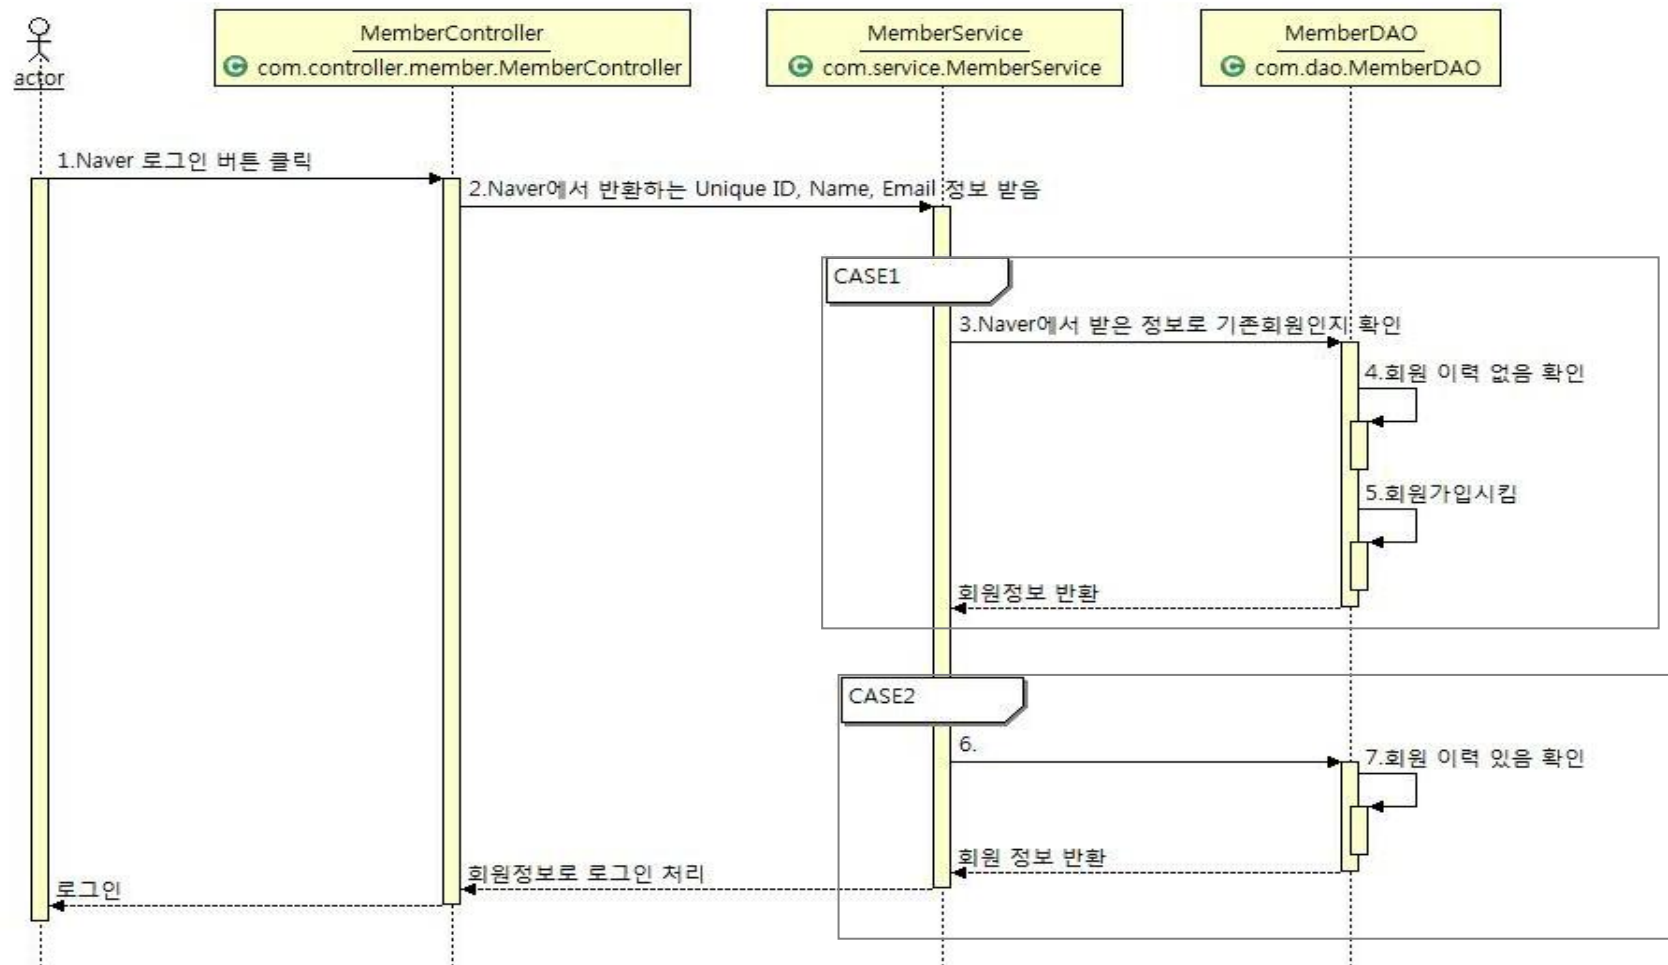 actor
MemberController
com.controller.member.MemberController
MemberService
com.service.MemberService
MemberDAO
com.dao.MemberDAO
1.Naver 로그인 버튼 클릭
2.Naver에서 반환하는 Unique ID, Name, Email 정보 받음
CASE1
3.Naver에서 받은 정보로 기존회원인지 확인
4.회원 이력 없음 확인
5.회원가입시킴
회원정보 반환
CASE2
6.
7.회원 이력 있음 확인
회원 정보 반환
회원정보로 로그인 처리
로그인